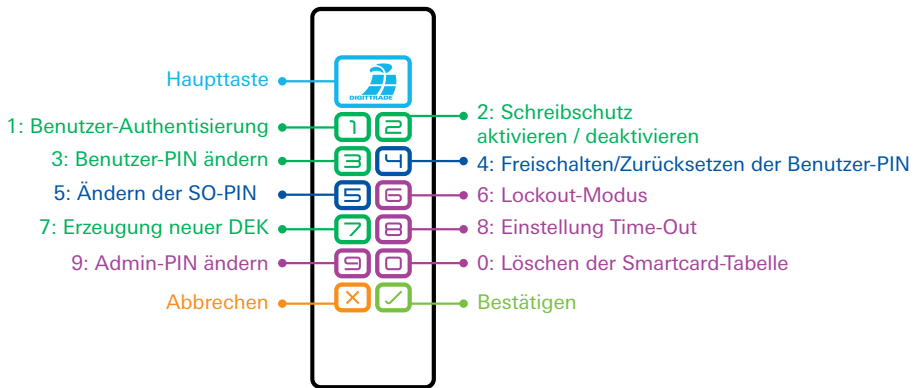 Haupttaste
DIGITTRADE
1: Benutzer-Authentisierung
1 2
2: Schreibschutz
aktivieren / deaktivieren
3: Benutzer-PIN ändern
3 4
4: Freischalten/Zurücksetzen der Benutzer-PIN
5: Ändern der SO-PIN
5 6
6: Lockout-Modus
7: Erzeugung neuer DEK
7 8
8: Einstellung Time-Out
9: Admin-PIN ändern
9 0
0: Löschen der Smartcard-Tabelle
Abbrechen
Bestätigen